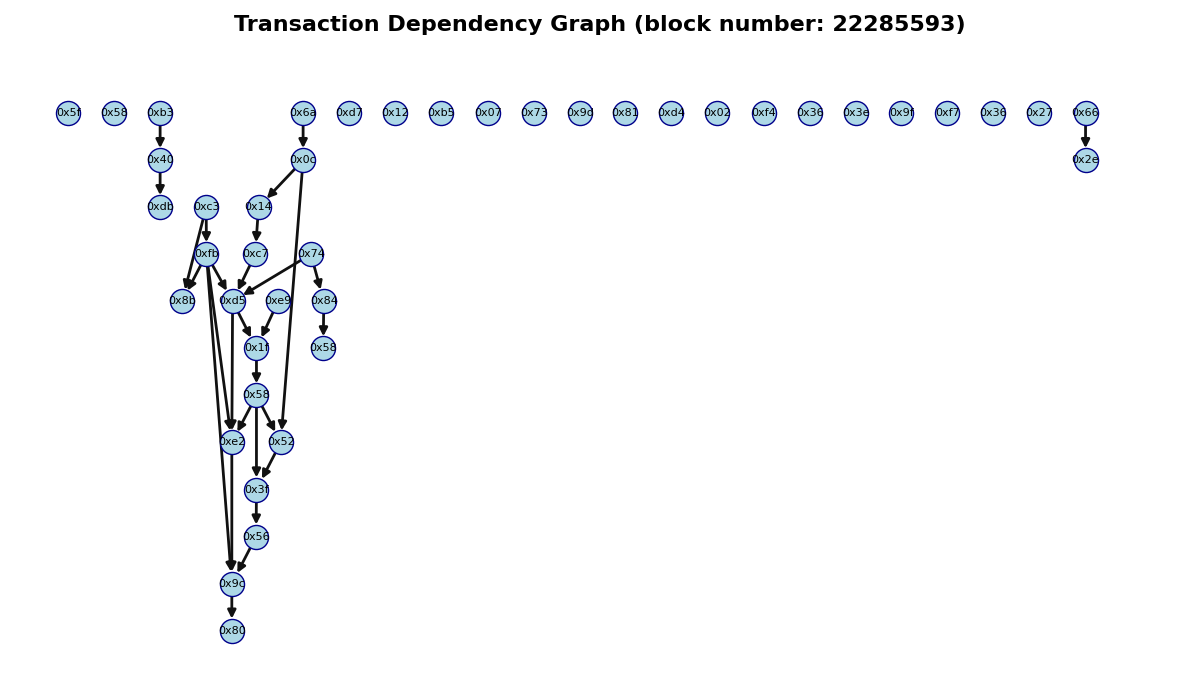 Transaction Dependency Graph (block number: 22285593)
0x5f 0x58 0xb3 0x6a 0xd7 0x12 0xb5 0x07 0x73 0x9d 0x81 0xd4 0x02 0xf4 0x36 0x3e 0x9f 0xf7 0x36 0x27 0x66
0x40 0x0c 0x2e
0xdb 0xc3 0x14
0xfb 0xc7 0x74
0x8b 0xd5 0xe9 0x84
0x1f 0x58
0x58
0xe2 0x52
0x3f
0x56
0x9c
0x80